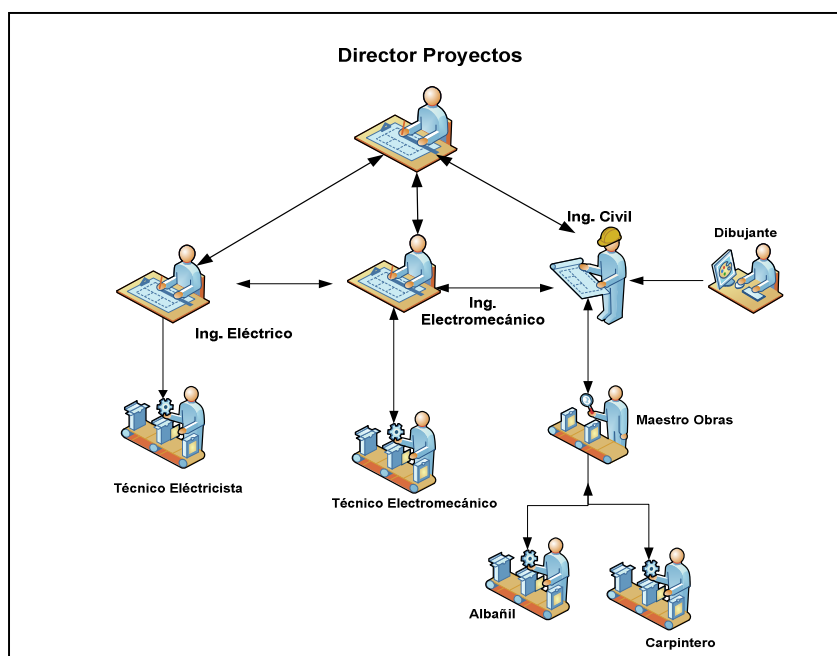 Director Proyectos
Ing. Civil
Dibujante
Ing.
Electromecánico
Ing. Eléctrico
Maestro Obras
Técnico Eléctricista
Técnico Electromecánico
Albañil
Carpintero